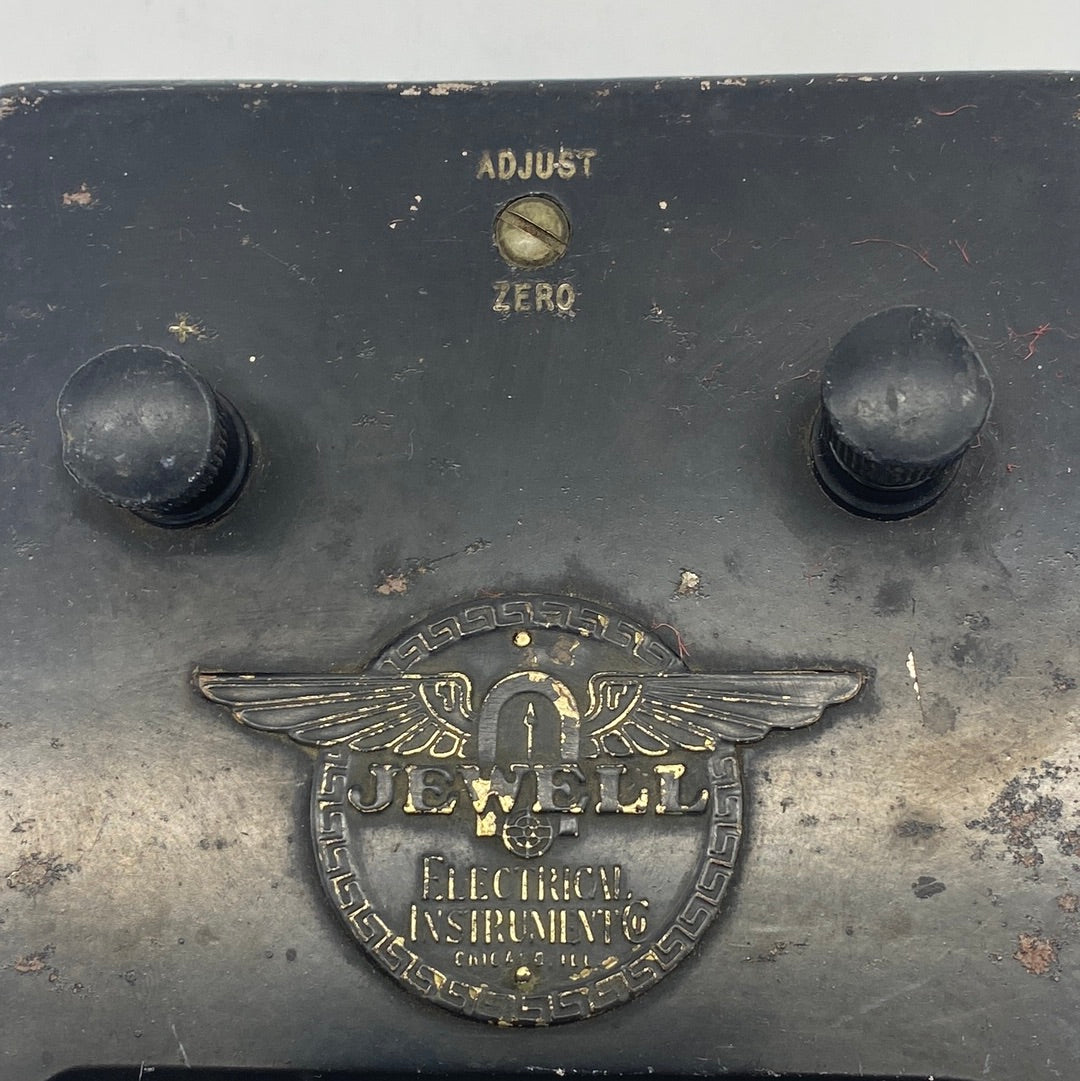 ADJUST
ZERO
+
JEWELL
ELECTRICAL
INSTRUMENT CO
CHICAGO. ILL